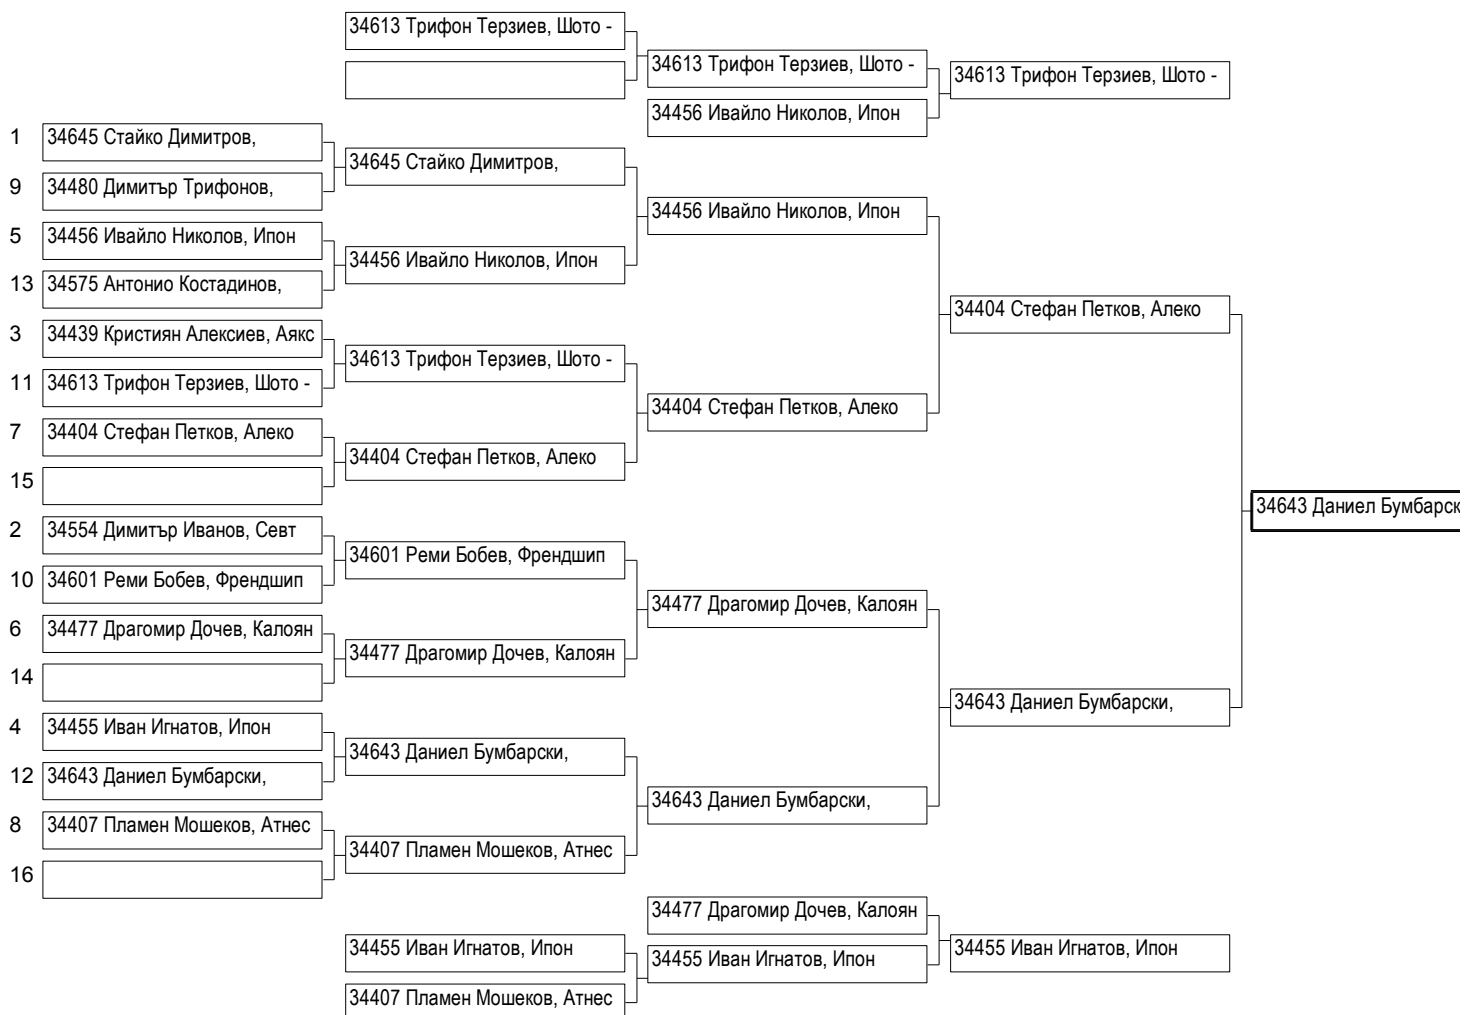 34613 Трифон Терзиев, Шото -
34613 Трифон Терзиев, Шото -
34613 Трифон Терзиев, Шото -
34456 Ивайло Николов, Ипон
1 34645 Стайко Димитров,
34645 Стайко Димитров,
9 34480 Димитър Трифонов,
34456 Ивайло Николов, Ипон
5 34456 Ивайло Николов, Ипон
34456 Ивайло Николов, Ипон
13 34575 Антонио Костадинов,
34404 Стефан Петков, Алеко
3 34439 Кристиян Алексиев, Аякс
34613 Трифон Терзиев, Шото -
11 34613 Трифон Терзиев, Шото -
34404 Стефан Петков, Алеко
7 34404 Стефан Петков, Алеко
34404 Стефан Петков, Алеко
15
34643 Даниел Бумбарск
2 34554 Димитър Иванов, Севт
34601 Реми Бобев, Френдшип
10 34601 Реми Бобев, Френдшип
34477 Драгомир Дочев, Калоян
6 34477 Драгомир Дочев, Калоян
34477 Драгомир Дочев, Калоян
14
34643 Даниел Бумбарски,
4 34455 Иван Игнатов, Ипон
34643 Даниел Бумбарски,
12 34643 Даниел Бумбарски,
34643 Даниел Бумбарски,
8 34407 Пламен Мошеков, Атнес
34407 Пламен Мошеков, Атнес
16
34477 Драгомир Дочев, Калоян
34455 Иван Игнатов, Ипон
34455 Иван Игнатов, Ипон
34455 Иван Игнатов, Ипон
34407 Пламен Мошеков, Атнес